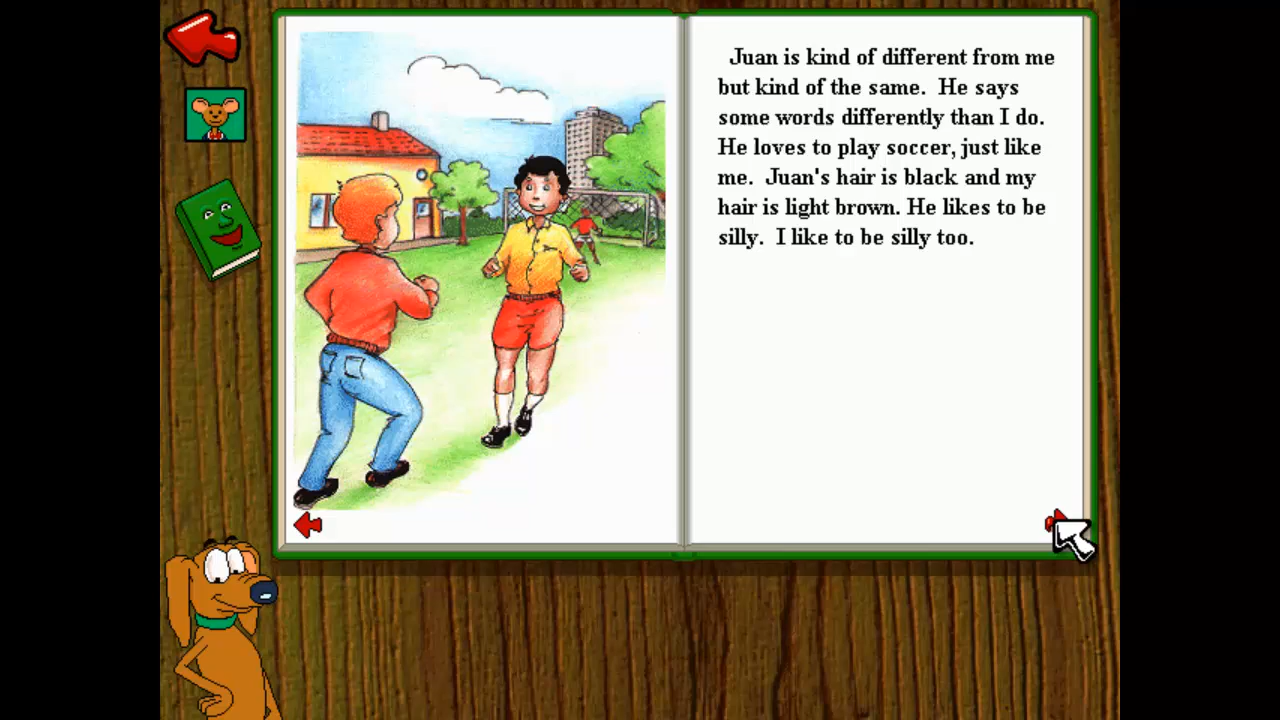 Juan is kind of different from me
but kind of the same.  He says
some words differently than I do.
He loves to play soccer, just like
me.  Juan's hair is black and my
hair is light brown. He likes to be
silly.  I like to be silly too.